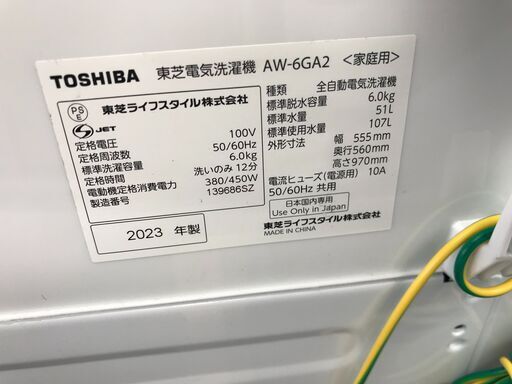 TOSHIBA 東芝電気洗濯機 AW-6GA2 <家庭用>
PS
E
東芝ライフスタイル株式会社
S JET
定格電圧 100V
定格周波数 50/60Hz
標準洗濯容量 6.0kg
定格時間 洗いのみ 12分
電動機定格消費電力 380/450W
製造番号 139686SZ
2023 年製
種類 全自動電気洗濯機
標準脱水容量 6.0kg
標準水量 51L
標準使用水量 107L
外形寸法 幅 555mm
奥行560mm
高さ970mm
電流ヒューズ(電源用) 10A
50/60Hz 共用
日本国内専用
Use Only in Japan
東芝ライフスタイル株式会社
MADE IN CHINA